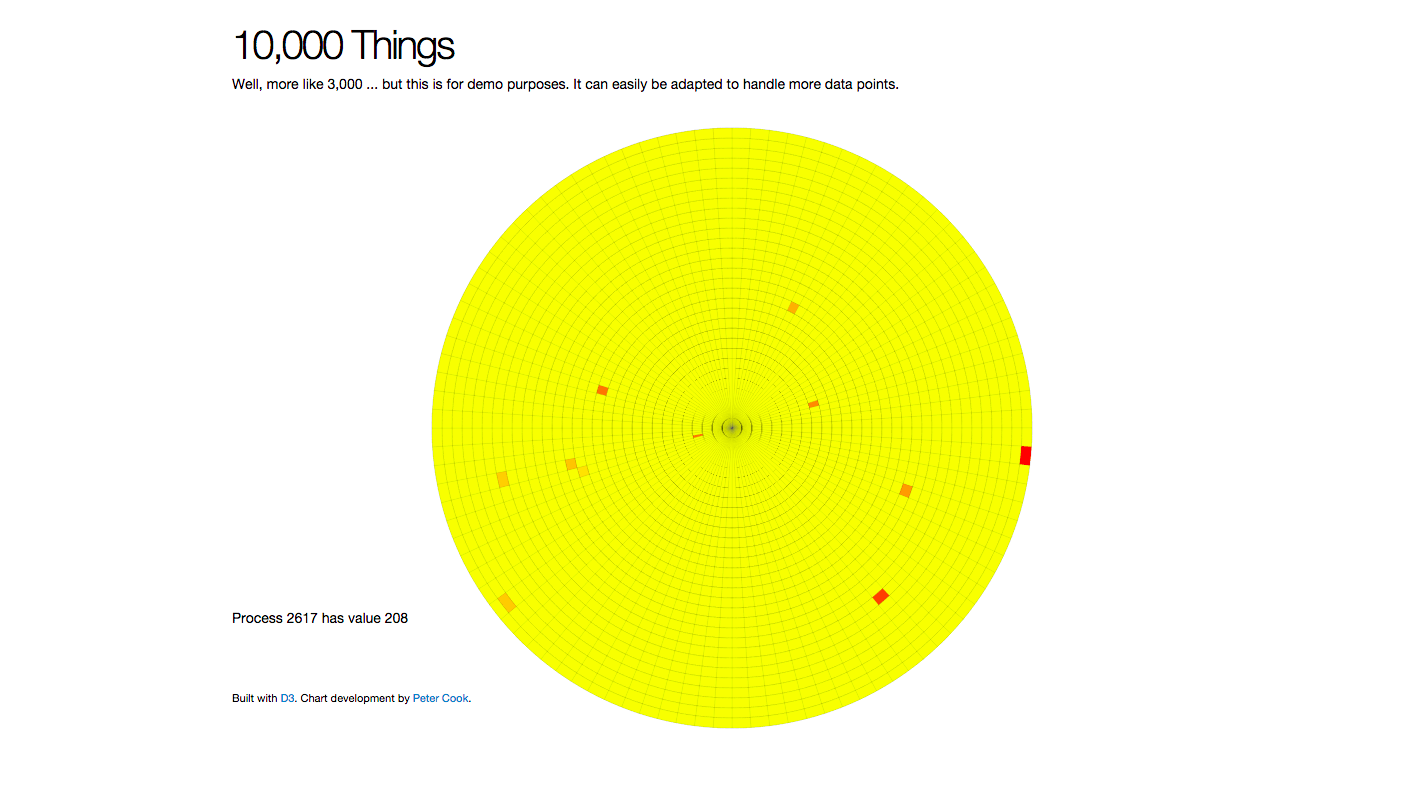 10,000 Things
Well, more like 3,000 ... but this is for demo purposes. It can easily be adapted to handle more data points.
Process 2617 has value 208
Built with D3. Chart development by Peter Cook.